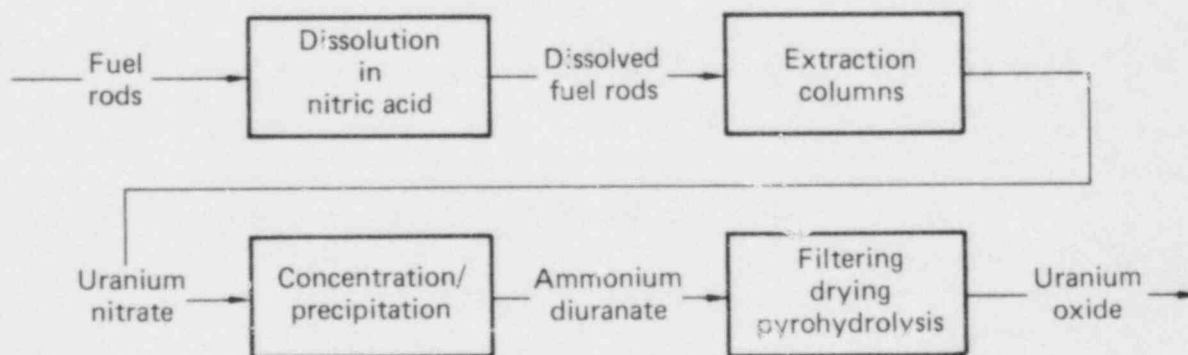 Fuel
rods
Dissolution
in
nitric acid
Dissolved
fuel rods
Extraction
columns
Uranium
nitrate
Concentration/
precipitation
Ammonium
diuranate
Filtering
drying
pyrohydrolysis
Uranium
oxide